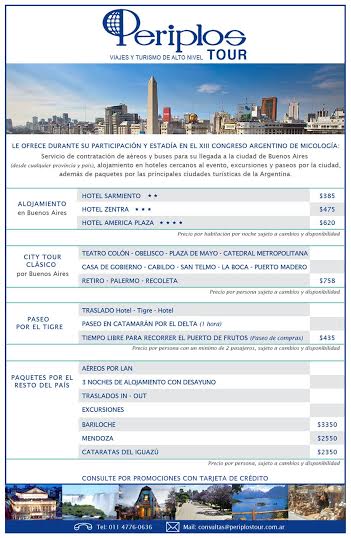 Periplos
VIAJES Y TURISMO DE ALTO NIVEL TOUR
LE OFRECE DURANTE SU PARTICIPACIÓN Y ESTADÍA EN EL XIII CONGRESO ARGENTINO DE MICOLOGÍA:
Servicio de contratación de aéreos y buses para su llegada a la ciudad de Buenos Aires
(desde cualquier provincia y país), alojamiento en hoteles cercanos al evento, excursiones y paseos por la ciudad,
además de paquetes por las principales ciudades turísticas de la Argentina.
ALOJAMIENTO
en Buenos Aires
HOTEL SARMIENTO ★★ $385
HOTEL ZENTRA ★★★ $475
HOTEL AMERICA PLAZA ★★★★ $620
Precio por habitación por noche sujeto a cambios y disponibilidad
CITY TOUR
CLÁSICO
por Buenos Aires
TEATRO COLÓN - OBELISCO - PLAZA DE MAYO - CATEDRAL METROPOLITANA
CASA DE GOBIERNO - CABILDO - SAN TELMO - LA BOCA - PUERTO MADERO
RETIRO - PALERMO - RECOLETA $758
Precio por persona sujeto a cambios y disponibilidad
PASEO
POR EL TIGRE
TRASLADO Hotel - Tigre - Hotel
PASEO EN CATAMARÁN POR EL DELTA (1 hora)
TIEMPO LIBRE PARA RECORRER EL PUERTO DE FRUTOS (Paseo de compras) $435
Precio por persona con un mínimo de 2 pasajeros, sujeto a cambios y disponibilidad
PAQUETES POR EL
RESTO DEL PAÍS
AÉREOS POR LAN
3 NOCHES DE ALOJAMIENTO CON DESAYUNO
TRASLADOS IN - OUT
EXCURSIONES
BARILOCHE $3350
MENDOZA $2550
CATARATAS DEL IGUAZÚ $2350
Precio por persona, sujeto a cambios y disponibilidad
CONSULTE POR PROMOCIONES CON TARJETA DE CRÉDITO
Tel: 011 4776-0636 Mail: consultas@periplostour.com.ar